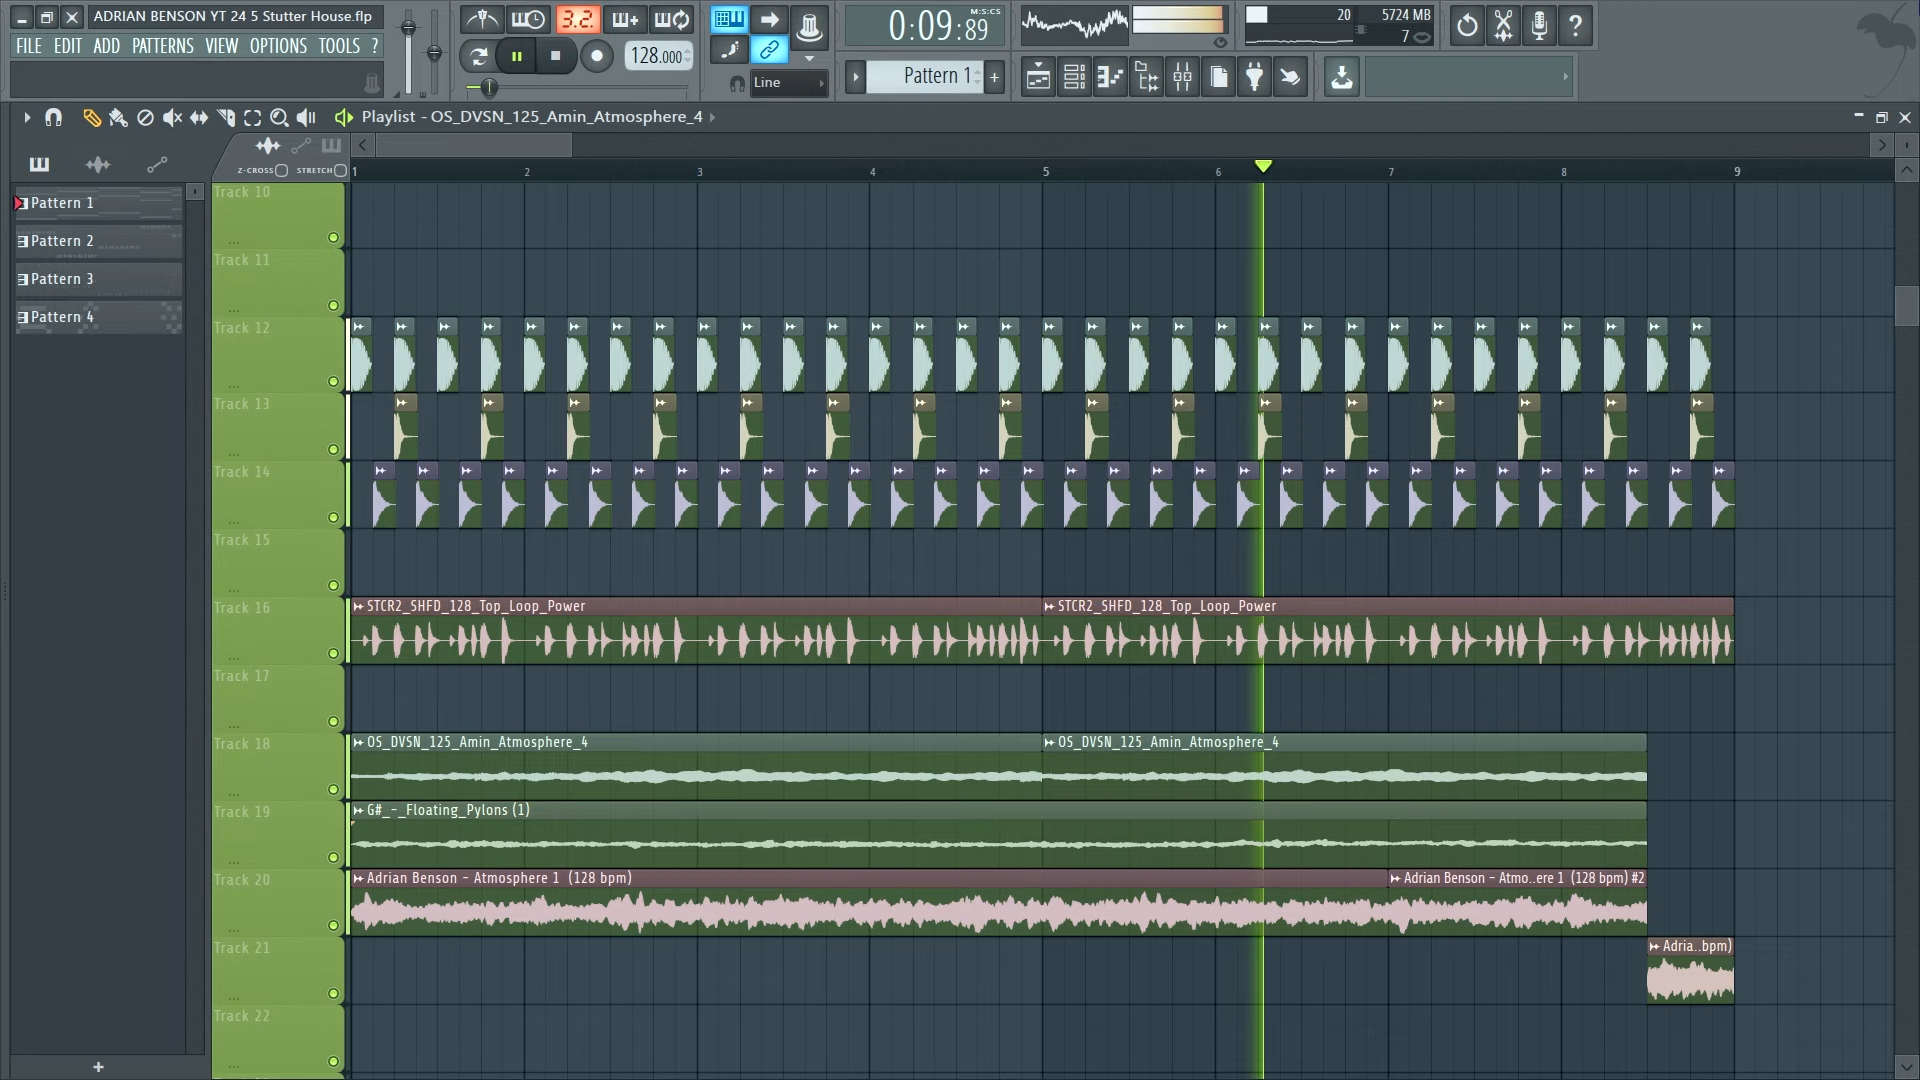 ADRIAN BENSON YT 24 5 Stutter House.flp
FILE EDIT ADD PATTERNS VIEW OPTIONS TOOLS ?
3.2.
128.000
Line
M:S:CS
0:09:89
Pattern 1
20
5724 MB
7
Playlist - OS_DVSN_125_Amin_Atmosphere_4
Z-CROSS
STRETCH
1 2 3 4 5 6 7 8 9
Pattern 1
Pattern 2
Pattern 3
Pattern 4
Track 10
Track 11
Track 12
Track 13
Track 14
Track 15
Track 16
STCR2_SHFD_128_Top_Loop_Power
STCR2_SHFD_128_Top_Loop_Power
Track 17
Track 18
OS_DVSN_125_Amin_Atmosphere_4
OS_DVSN_125_Amin_Atmosphere_4
Track 19
G#_-_Floating_Pylons (1)
Track 20
Adrian Benson - Atmosphere 1 (128 bpm)
Adrian Benson - Atmo..ere 1 (128 bpm) #2
Track 21
Adria..bpm)
Track 22